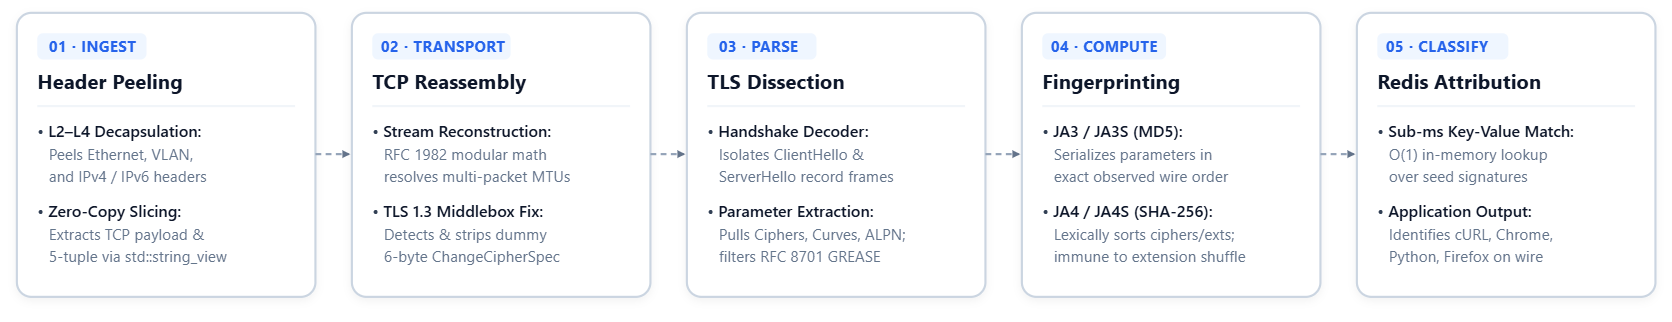 01 · INGEST
Header Peeling
• L2–L4 Decapsulation:
Peels Ethernet, VLAN,
and IPv4 / IPv6 headers
• Zero-Copy Slicing:
Extracts TCP payload &
5-tuple via std::string_view
02 · TRANSPORT
TCP Reassembly
• Stream Reconstruction:
RFC 1982 modular math
resolves multi-packet MTUs
• TLS 1.3 Middlebox Fix:
Detects & strips dummy
6-byte ChangeCipherSpec
03 · PARSE
TLS Dissection
• Handshake Decoder:
Isolates ClientHello &
ServerHello record frames
• Parameter Extraction:
Pulls Ciphers, Curves, ALPN;
filters RFC 8701 GREASE
04 · COMPUTE
Fingerprinting
• JA3 / JA3S (MD5):
Serializes parameters in
exact observed wire order
• JA4 / JA4S (SHA-256):
Lexically sorts ciphers/exts;
immune to extension shuffle
05 · CLASSIFY
Redis Attribution
• Sub-ms Key-Value Match:
O(1) in-memory lookup
over seed signatures
• Application Output:
Identifies cURL, Chrome,
Python, Firefox on wire